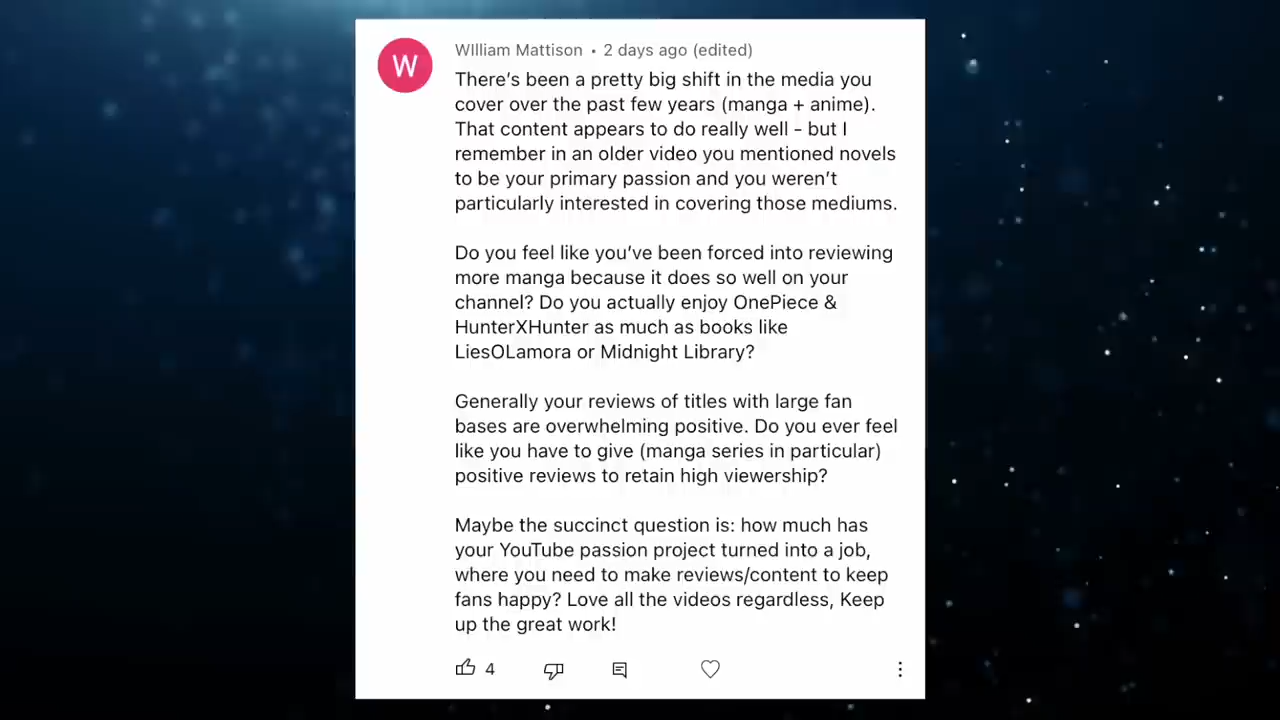 W
WIlliam Mattison • 2 days ago (edited)
There's been a pretty big shift in the media you
cover over the past few years (manga + anime).
That content appears to do really well - but I
remember in an older video you mentioned novels
to be your primary passion and you weren't
particularly interested in covering those mediums.
Do you feel like you've been forced into reviewing
more manga because it does so well on your
channel? Do you actually enjoy OnePiece &
HunterXHunter as much as books like
LiesOLamora or Midnight Library?
Generally your reviews of titles with large fan
bases are overwhelming positive. Do you ever feel
like you have to give (manga series in particular)
positive reviews to retain high viewership?
Maybe the succinct question is: how much has
your YouTube passion project turned into a job,
where you need to make reviews/content to keep
fans happy? Love all the videos regardless, Keep
up the great work!
4